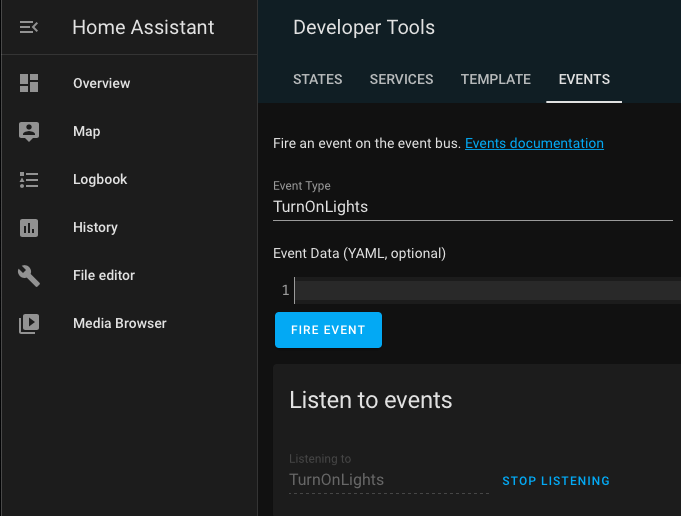 Home Assistant
Overview
Map
Logbook
History
File editor
Media Browser
Developer Tools
STATES SERVICES TEMPLATE EVENTS
Fire an event on the event bus. Events documentation
Event Type
TurnOnLights
Event Data (YAML, optional)
1
FIRE EVENT
Listen to events
Listening to
TurnOnLights STOP LISTENING